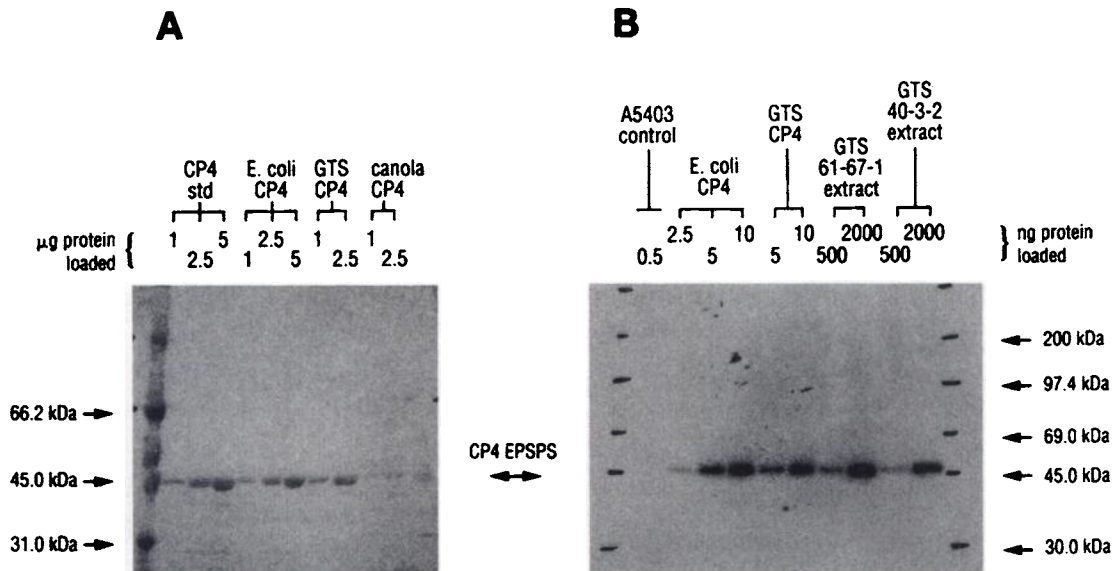 A
CP4
std
E. coli
CP4
GTS
CP4
canola
CP4
µg protein
loaded
1 2.5 5 1 2.5 5 1 2.5 1 2.5
66.2 kDa
45.0 kDa
31.0 kDa
CP4 EPSPS
B
A5403
control
E. coli
CP4
GTS
CP4
GTS
61-67-1
extract
GTS
40-3-2
extract
0.5 2.5 5 10 5 10 500 2000 500 2000
ng protein
loaded
200 kDa
97.4 kDa
69.0 kDa
45.0 kDa
30.0 kDa